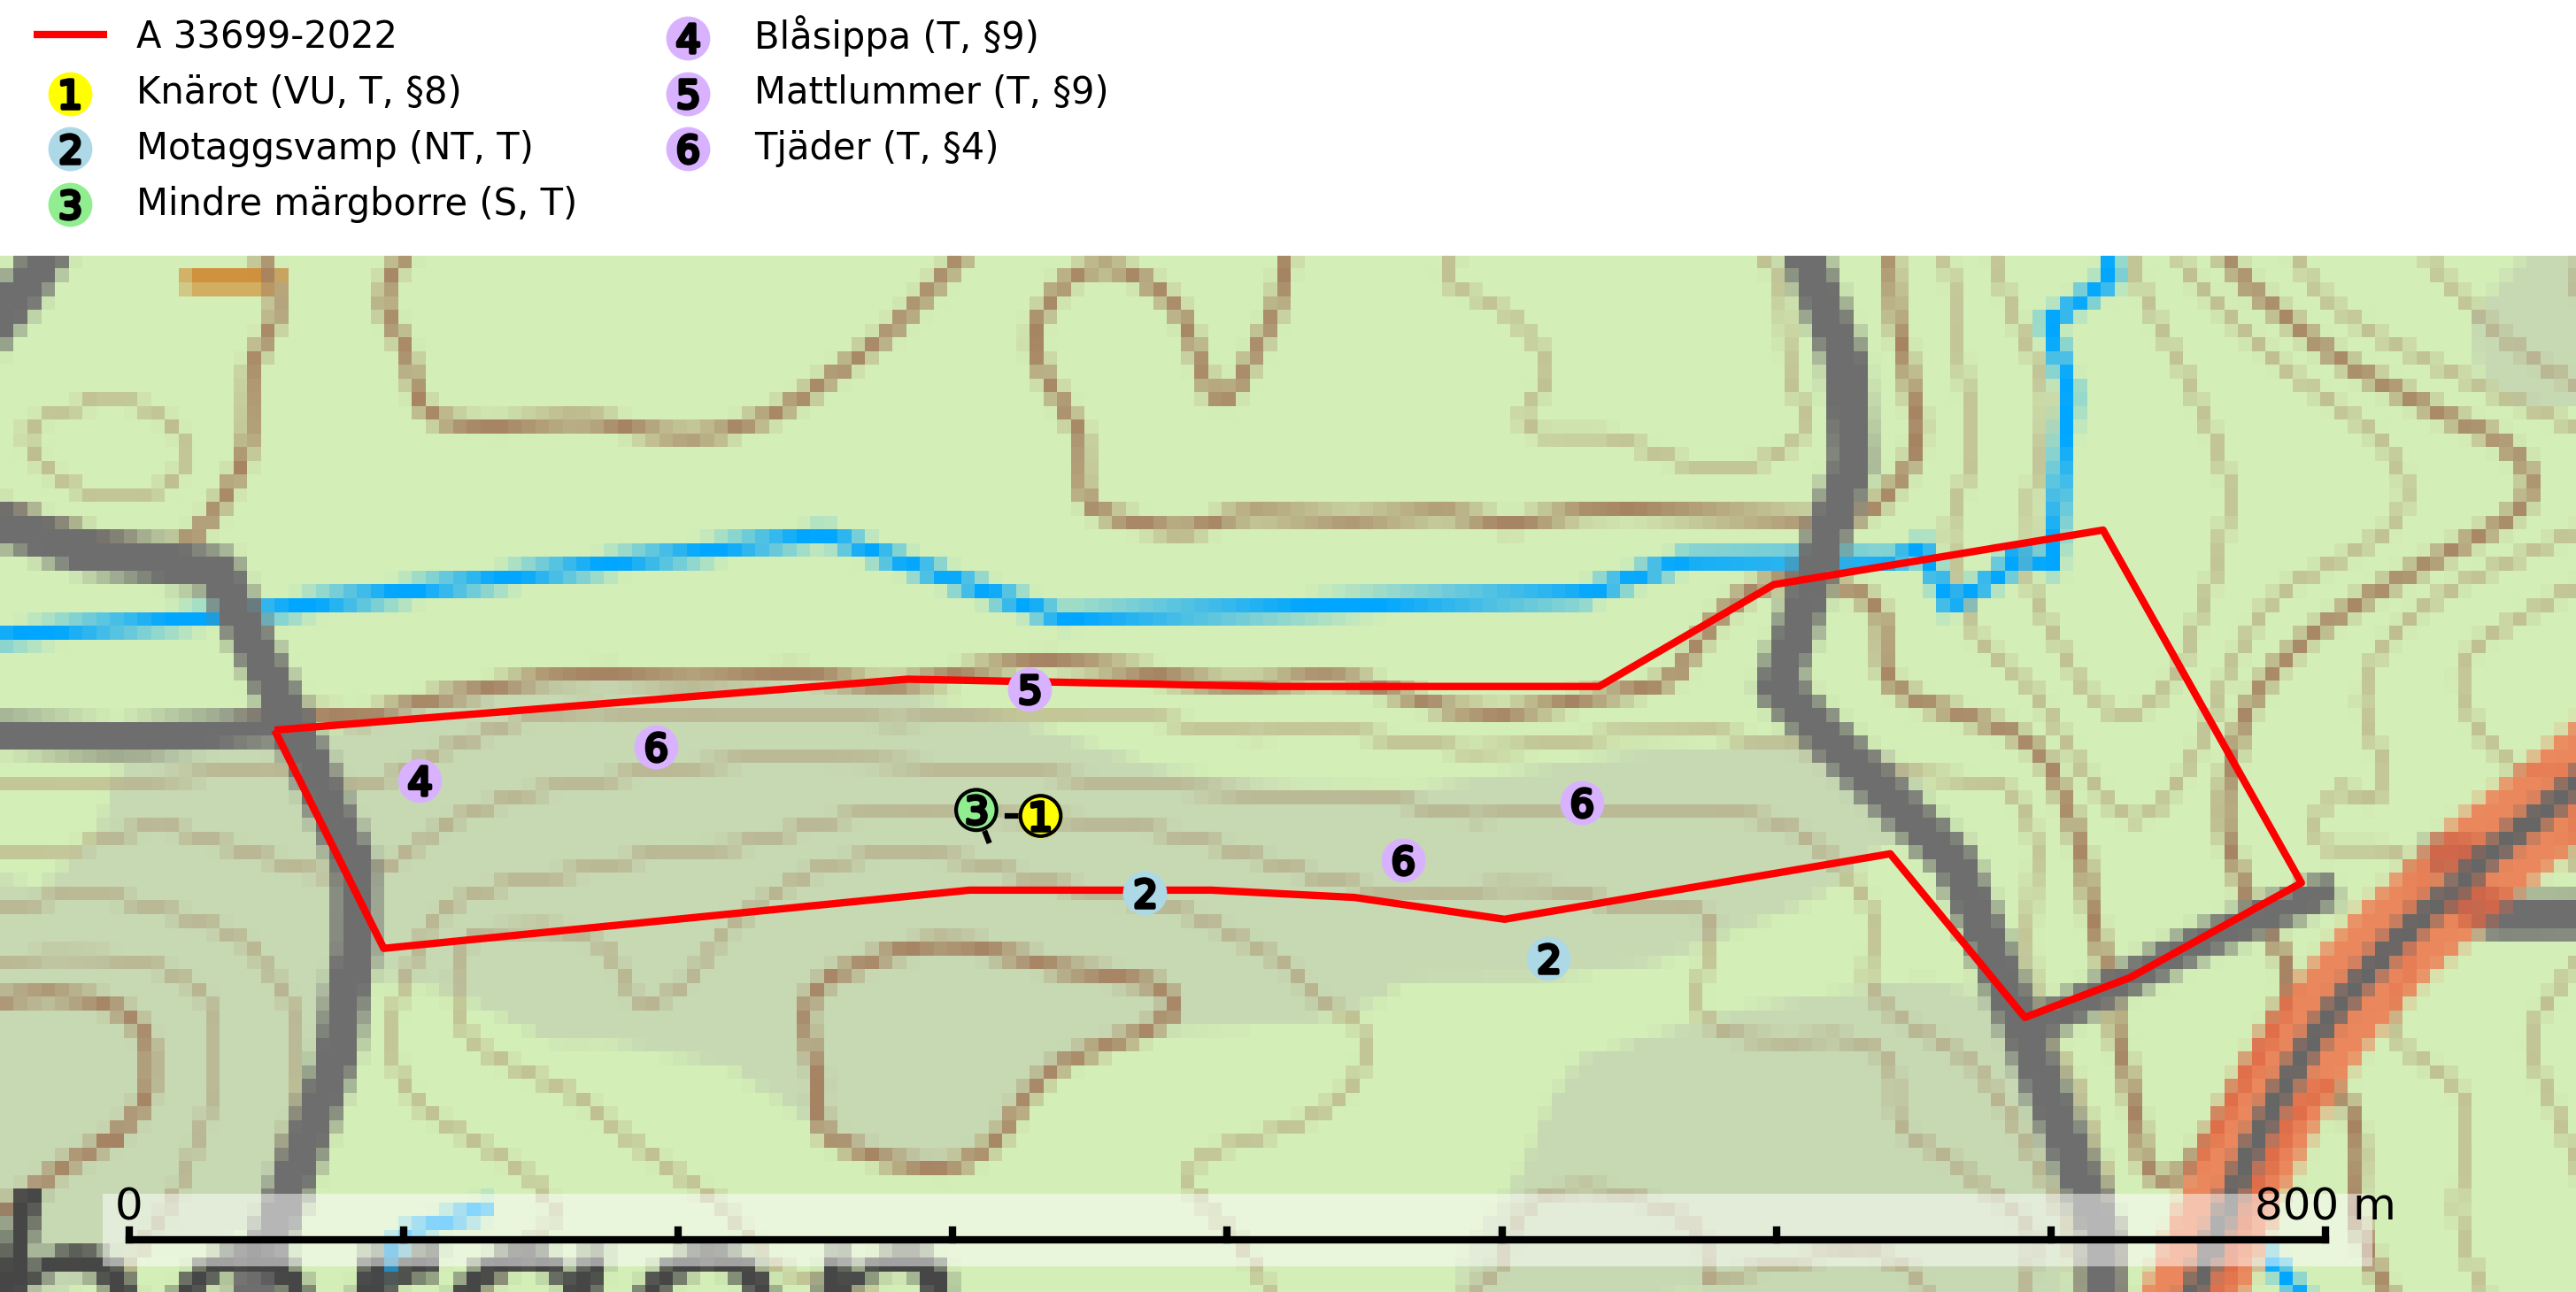 A 33699-2022
1 Knärot (VU, T, §8)
2 Motaggsvamp (NT, T)
3 Mindre märgborre (S, T)
4 Blåsippa (T, §9)
5 Mattlummer (T, §9)
6 Tjäder (T, §4)
5
6
4
3
1
6
6
2
2
0
800 m